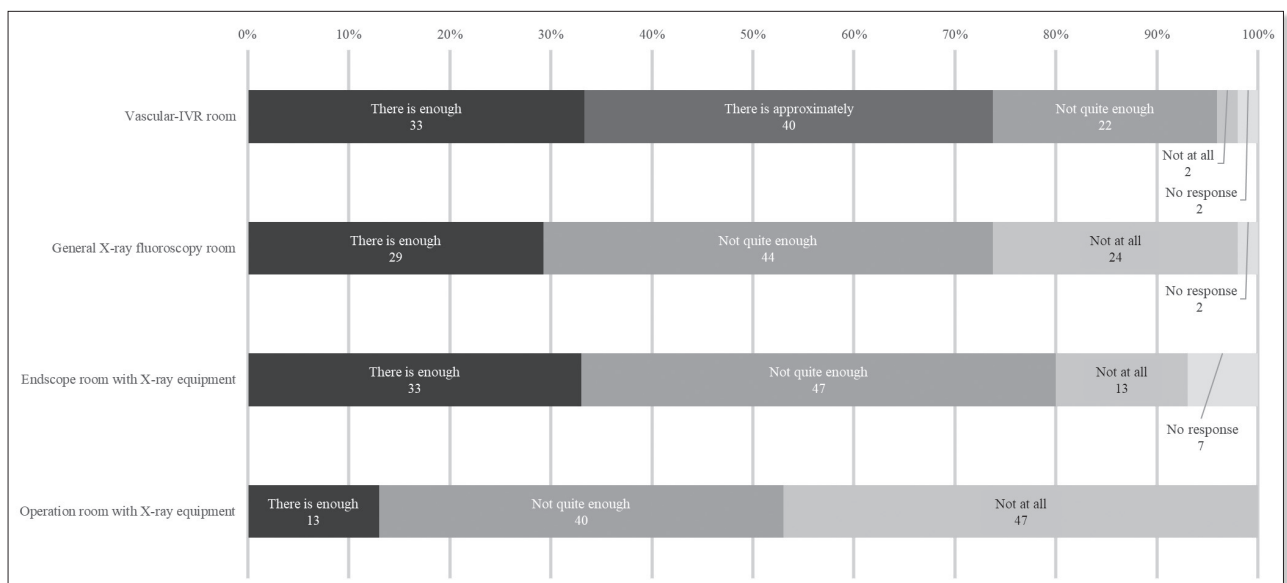 0% 10% 20% 30% 40% 50% 60% 70% 80% 90% 100%
Vascular-IVR room
There is enough
33
There is approximately
40
Not quite enough
22
Not at all
2
No response
2
General X-ray fluoroscopy room
There is enough
29
Not quite enough
44
Not at all
24
No response
2
Endscope room with X-ray equipment
There is enough
33
Not quite enough
47
Not at all
13
No response
7
Operation room with X-ray equipment
There is enough
13
Not quite enough
40
Not at all
47